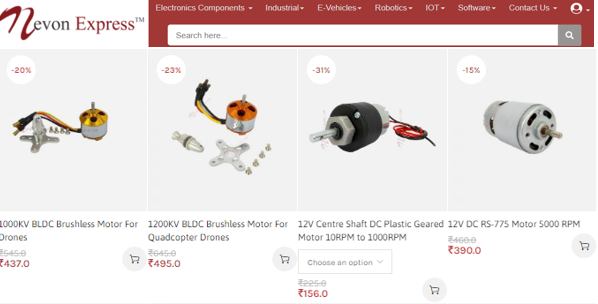 Nevon Express™
Electronics Components Industrial E-Vehicles Robotics IOT Software Contact Us
Search here...
-20%
-23%
-31%
-15%
1000KV BLDC Brushless Motor For
Drones
₹545.0
₹437.0
1200KV BLDC Brushless Motor For
Quadcopter Drones
₹645.0
₹495.0
12V Centre Shaft DC Plastic Geared
Motor 10RPM to 1000RPM
Choose an option
₹225.0
₹156.0
12V DC RS-775 Motor 5000 RPM
₹460.0
₹390.0